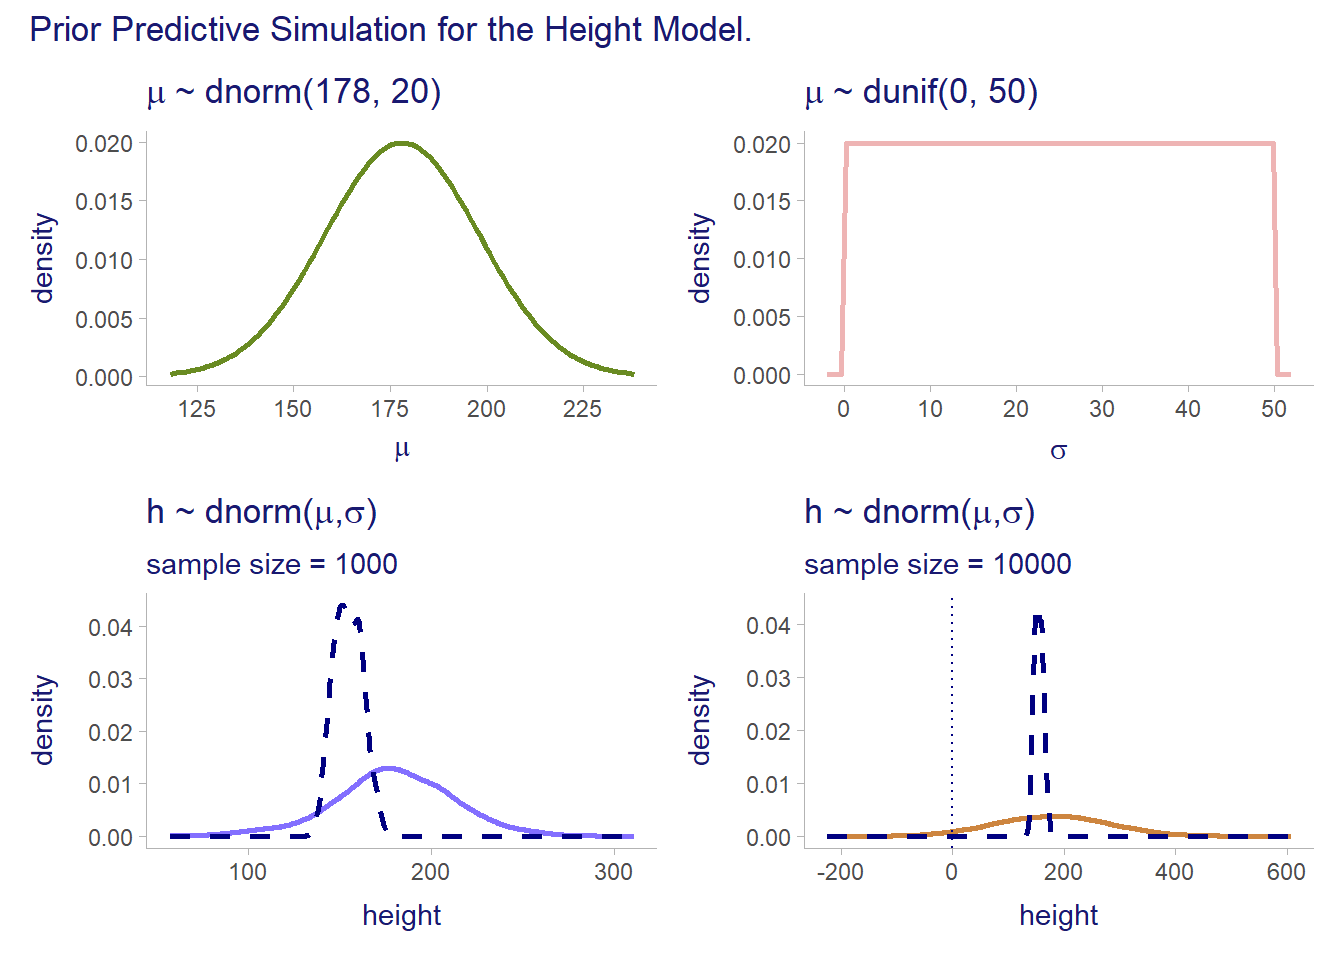 Prior Predictive Simulation for the Height Model.
μ ~ dnorm(178, 20)
0.020
0.015
0.010
0.005
0.000
density
125 150 175 200 225
μ
μ ~ dunif(0, 50)
0.020
0.015
0.010
0.005
0.000
density
0 10 20 30 40 50
σ
h ~ dnorm(μ,σ)
sample size = 1000
0.04
0.03
0.02
0.01
0.00
density
100 200 300
height
h ~ dnorm(μ,σ)
sample size = 10000
0.04
0.03
0.02
0.01
0.00
density
-200 0 200 400 600
height